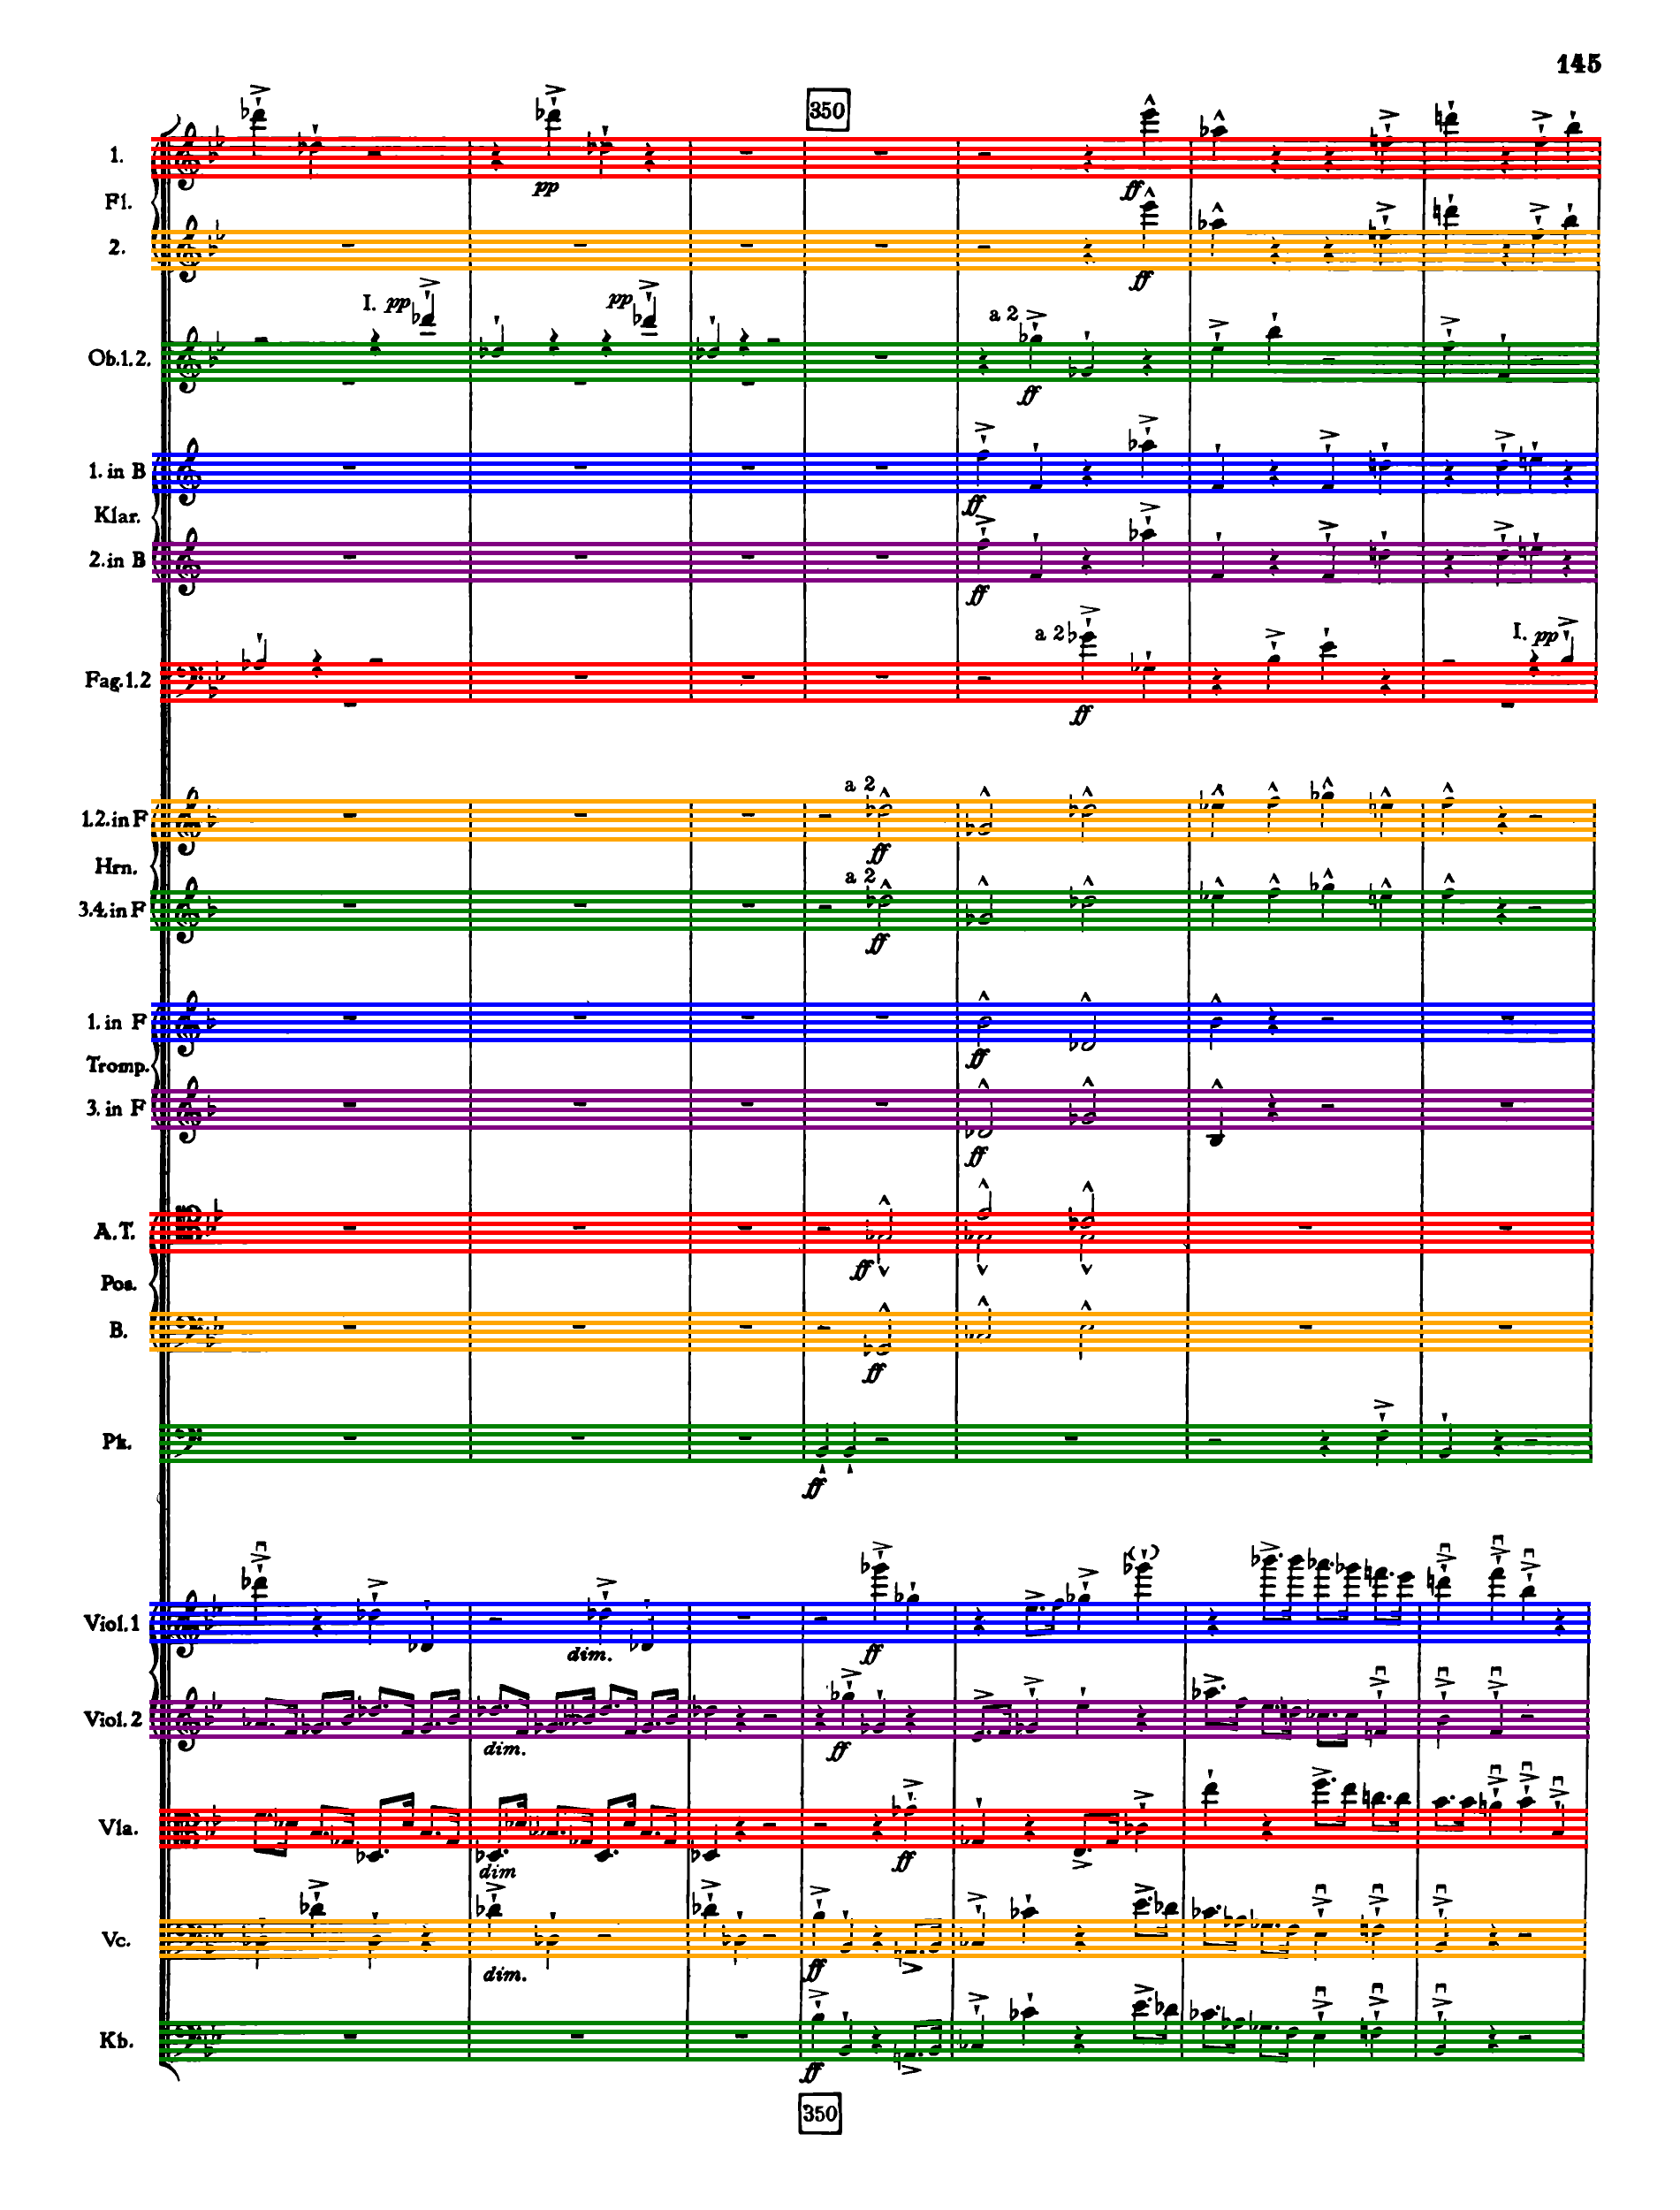 145
350
1.
pp
ff
Fl.
2.
ff
I. pp
pp
a 2
Ob.1.2.
ff
1. in B
ff
Klar.
2. in B
ff
a 2
I. pp
Fag.1.2
ff
a 2
1.2. in F
ff
Hrn.
a 2
3.4. in F
ff
1. in F
ff
Tromp.
3. in F
ff
A.T.
ff
Pos.
B.
ff
Pk.
ff
Viol.1
dim.
ff
Viol.2
dim.
ff
Vla.
dim
ff
Vc.
dim.
ff
Kb.
ff
350